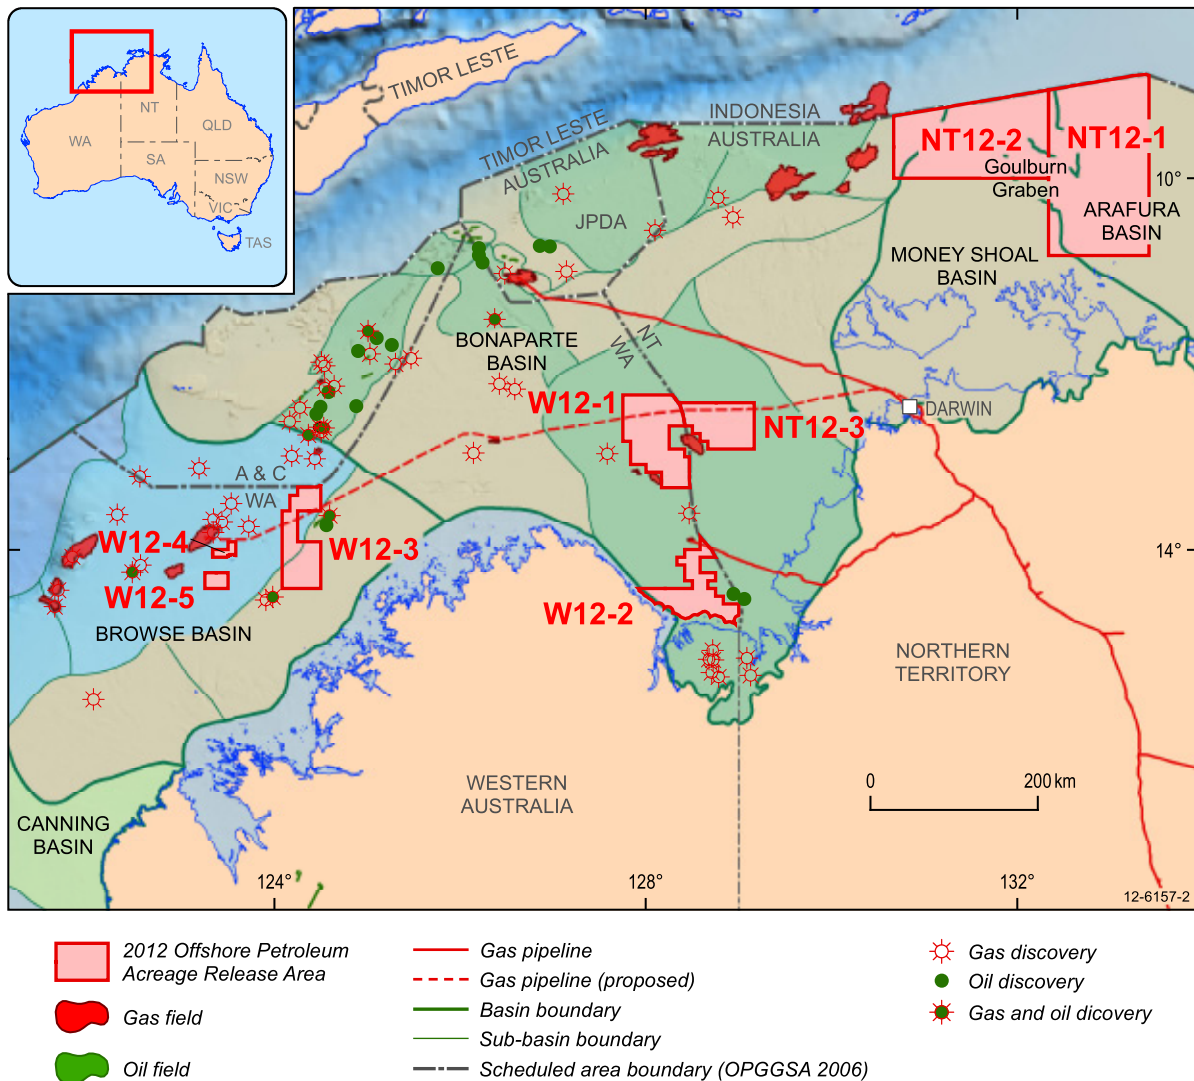 WA
NT
SA
QLD
NSW
VIC
TAS
TIMOR LESTE
TIMOR LESTE
AUSTRALIA
INDONESIA
AUSTRALIA
NT12-2
NT12-1
Goulburn
Graben
10°
ARAFURA
BASIN
JPDA
MONEY SHOAL
BASIN
BONAPARTE
BASIN
NT
WA
W12-1
NT12-3
DARWIN
A & C
WA
W12-4
W12-3
14°
W12-5
W12-2
BROWSE BASIN
NORTHERN
TERRITORY
WESTERN
AUSTRALIA
0
200 km
CANNING
BASIN
124°
128°
132°
12-6157-2
2012 Offshore Petroleum
Acreage Release Area
Gas field
Oil field
Gas pipeline
Gas pipeline (proposed)
Basin boundary
Sub-basin boundary
Scheduled area boundary (OPGGSA 2006)
Gas discovery
Oil discovery
Gas and oil dicovery